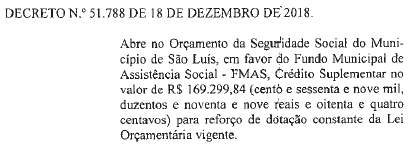 DECRETO N.º 51.788 DE 18 DE DEZEMBRO DE 2018.
Abre no Orçamento da Seguridade Social do Muni-
cípio de São Luís, em favor do Fundo Municipal de
Assistência Social - FMAS, Crédito Suplementar no
valor de R$ 169.299,84 (cento e sessenta e nove mil,
duzentos e noventa e nove reais e oitenta e quatro
centavos) para reforço de dotação constante da Lei
Orçamentária vigente.